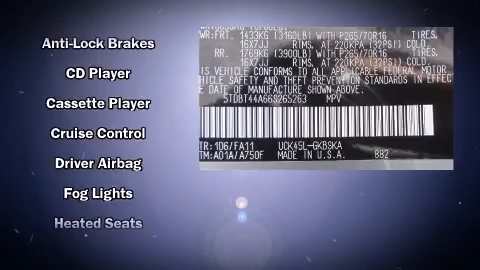 Anti-Lock Brakes
CD Player
Cassette Player
Cruise Control
Driver Airbag
Fog Lights
Heated Seats
WR:FRT. 1433KG (3160LB) WITH P265/70R16 TIRES.
16X7JJ RIMS, AT 220KPA (32PSI) COLD.
RR. 1769KG (3900LB) WITH P265/70R16 TIRES.
16X7JJ RIMS, AT 220KPA (32PSI) COLD.
IS VEHICLE CONFORMS TO ALL APPLICABLE FEDERAL MOTOR
HICLE SAFETY AND THEFT PREVENTION STANDARDS IN EFFEC
E DATE OF MANUFACTURE SHOWN ABOVE.
5TDBT44A66S265263 MPV
TR:1D6/FA11 UCK45L-GKBSKA
TM:A01A/A750F MADE IN U.S.A. 882